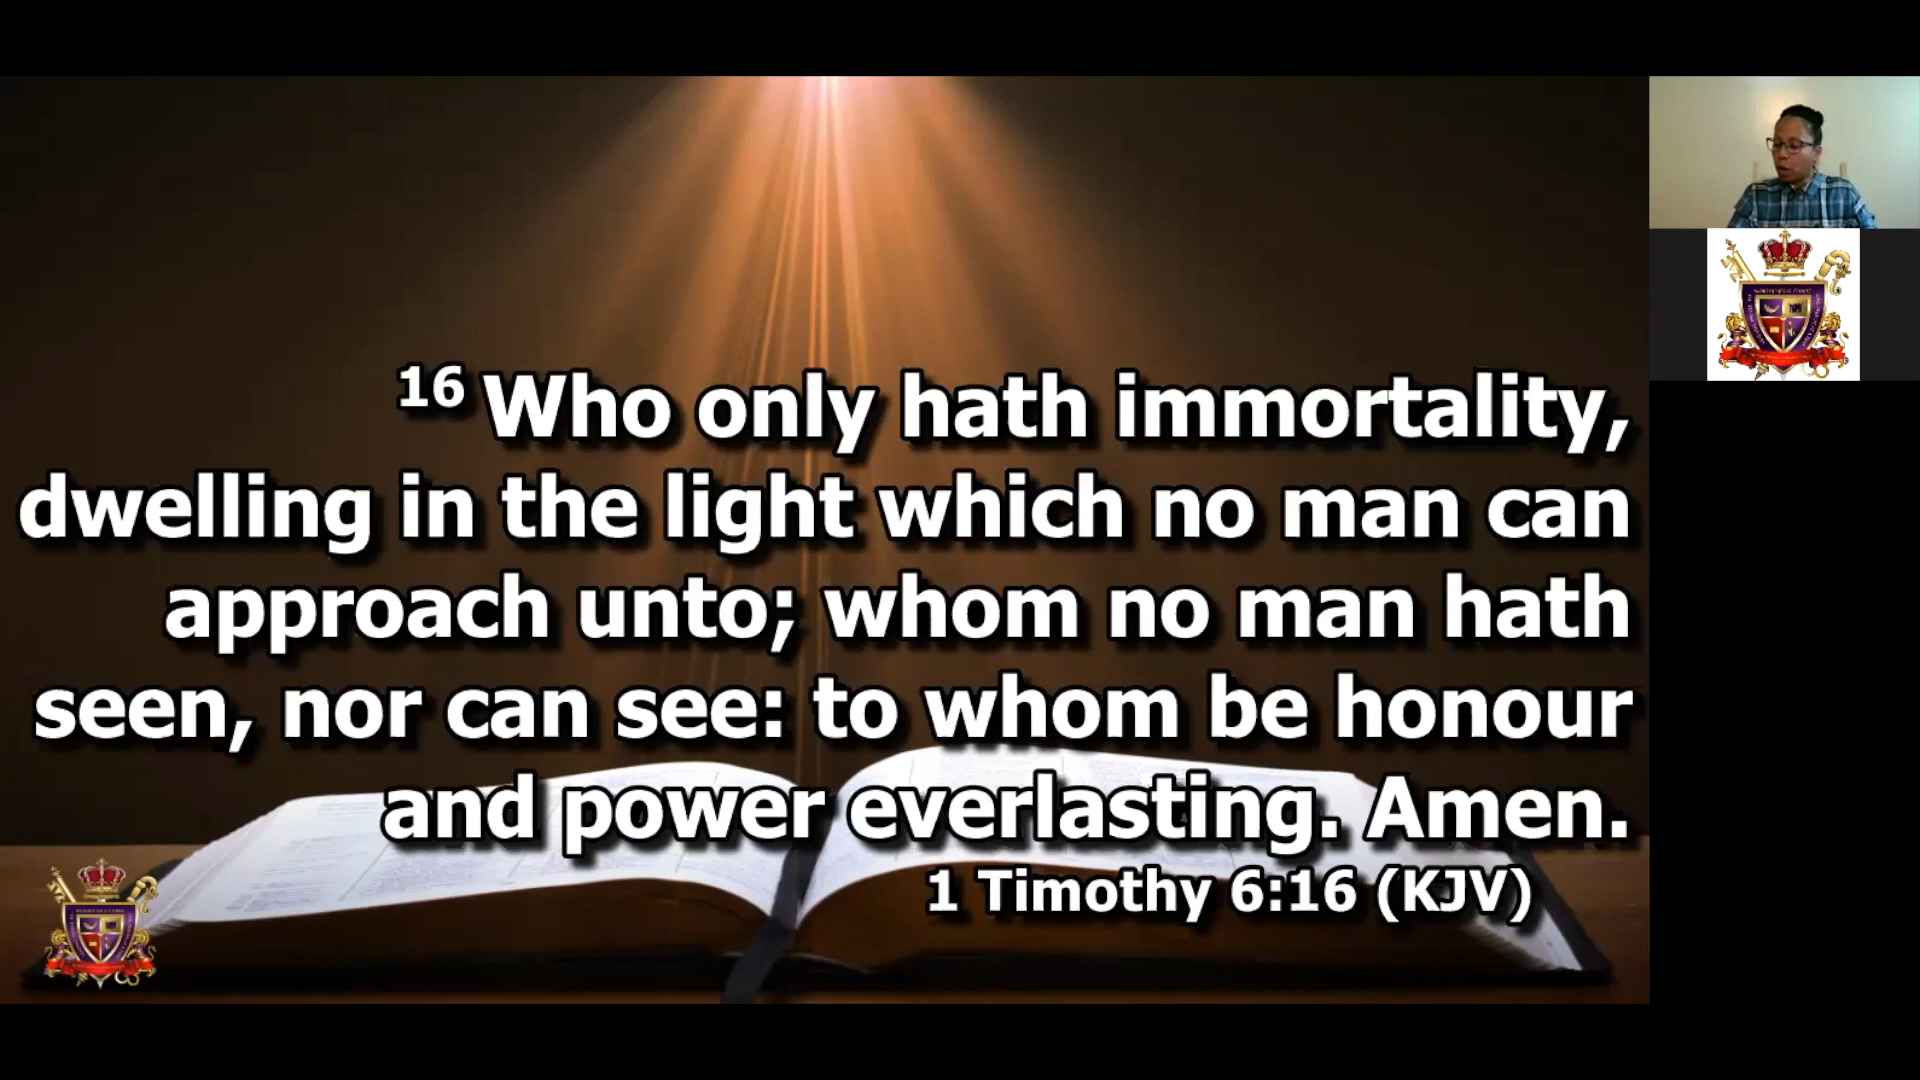 16 Who only hath immortality,
dwelling in the light which no man can
approach unto; whom no man hath
seen, nor can see: to whom be honour
and power everlasting. Amen.
1 Timothy 6:16 (KJV)